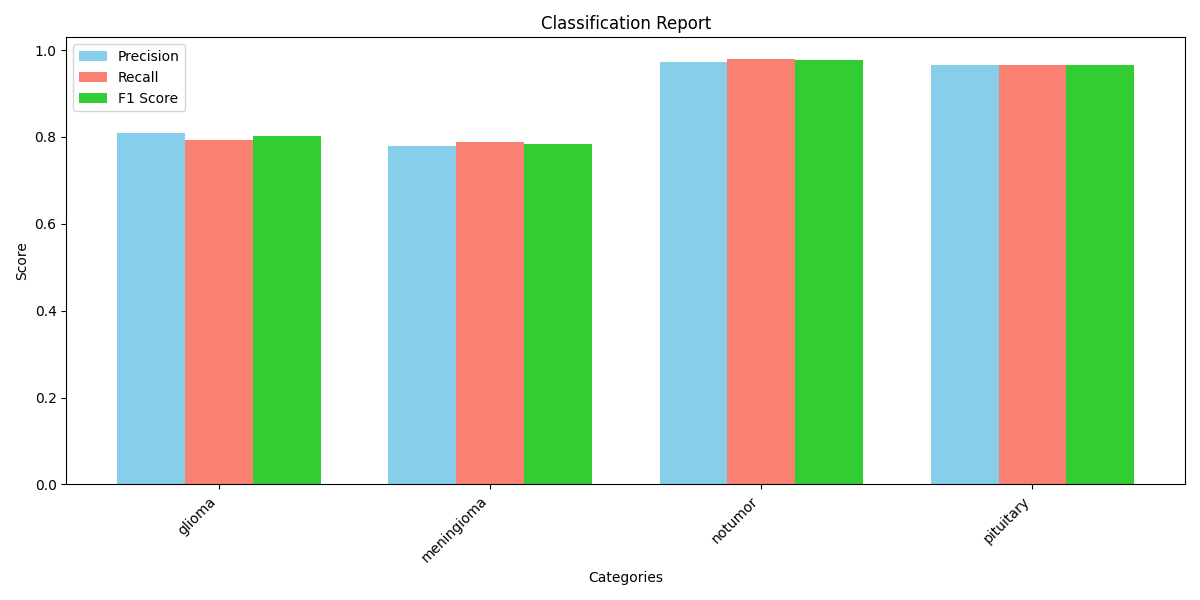 Classification Report
Precision
Recall
F1 Score
1.0
0.8
0.6
0.4
0.2
0.0
Score
glioma
meningioma
notumor
pituitary
Categories